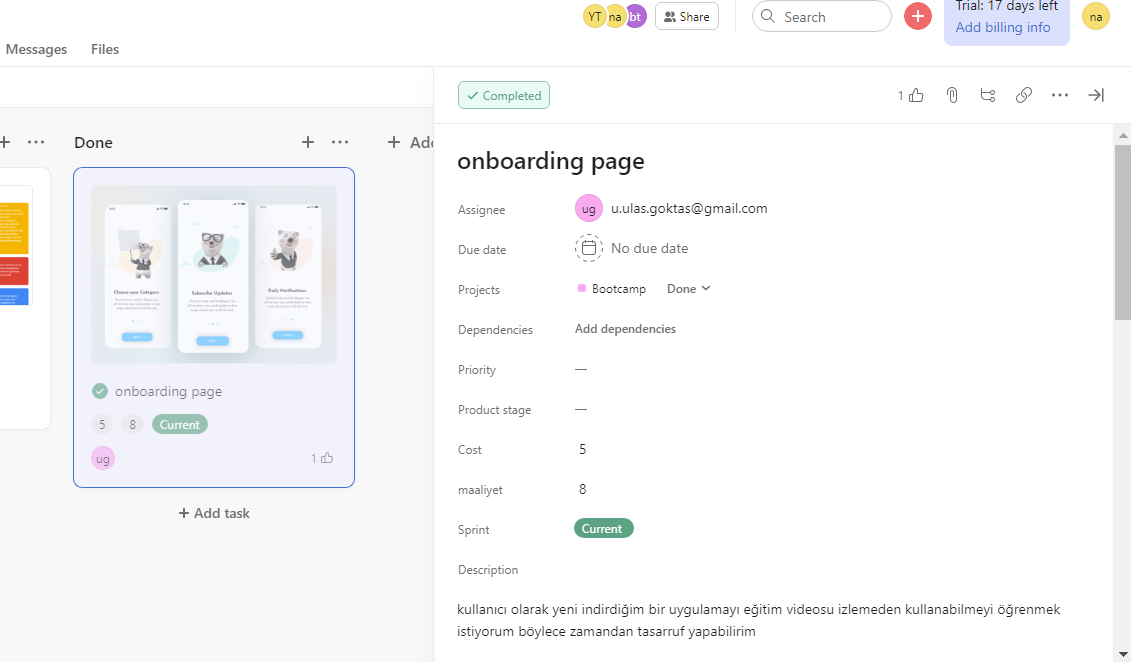 YT na bt
Share
Search
Trial: 17 days left
Add billing info
na
Messages Files
Completed
1
Done
Add
onboarding page
Choose your Category
Subscribe Updates
Daily Notifications
onboarding page
5 8 Current
ug 1
Add task
Assignee ug u.ulas.goktas@gmail.com
Due date No due date
Projects Bootcamp Done
Dependencies Add dependencies
Priority —
Product stage —
Cost 5
maaliyet 8
Sprint Current
Description
kullanıcı olarak yeni indirdiğim bir uygulamayı eğitim videosu izlemeden kullanabilmeyi öğrenmek
istiyorum böylece zamandan tasarruf yapabilirim